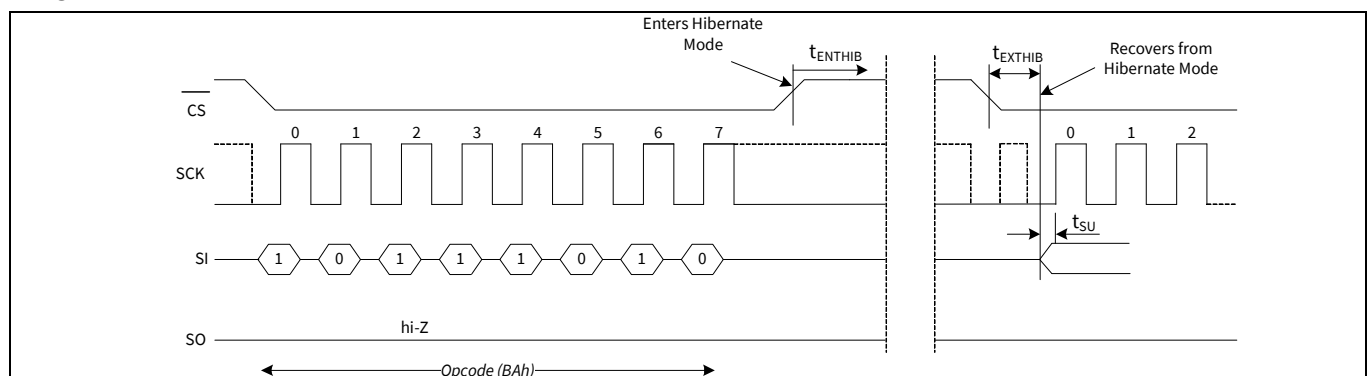 Enters Hibernate
Mode
tENTHIB
tEXTHIB
Recovers from
Hibernate Mode
CS
0 1 2 3 4 5 6 7 0 1 2
SCK
tSU
SI 1 0 1 1 1 0 1 0
hi-Z
SO
Opcode (BAh)